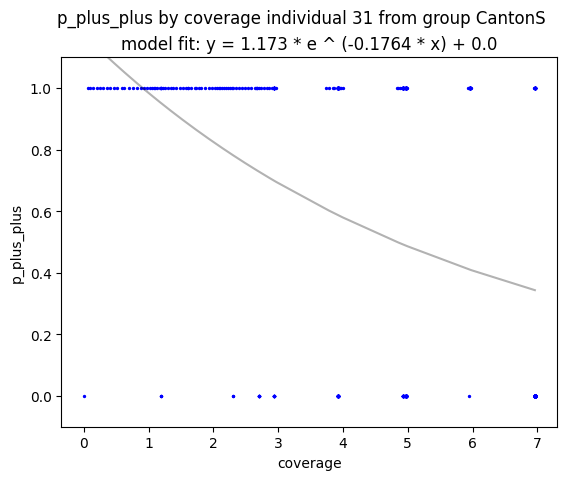 p_plus_plus by coverage individual 31 from group CantonS
model fit: y = 1.173 * e ^ (-0.1764 * x) + 0.0
1.0
0.8
0.6
0.4
0.2
0.0
p_plus_plus
0 1 2 3 4 5 6 7
coverage